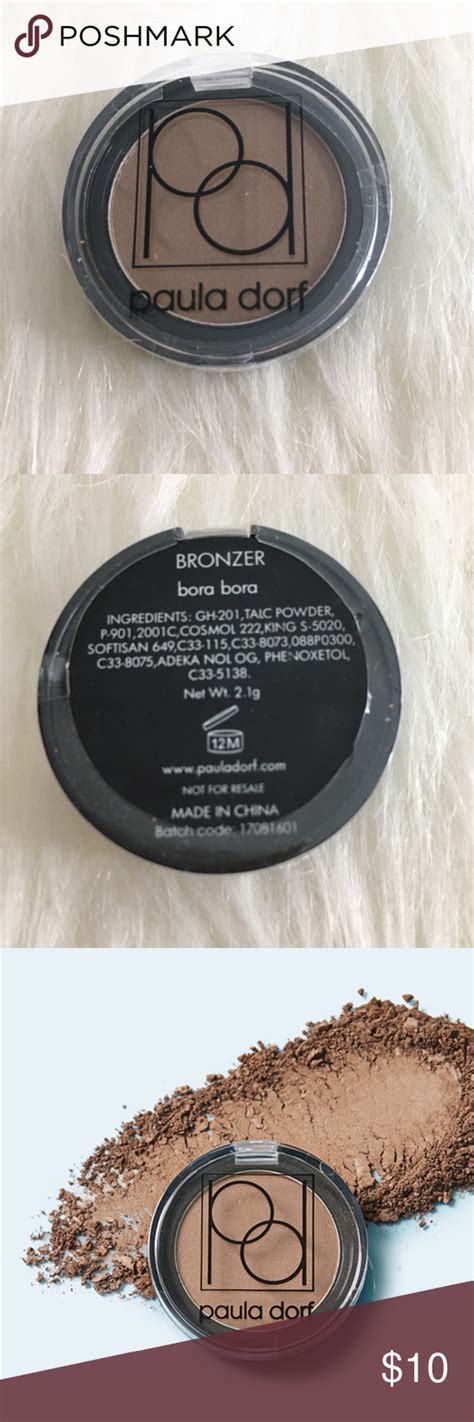 POSHMARK
pd
paula dorf
BRONZER
bora bora
INGREDIENTS: GH-201,TALC POWDER,
P-901,2001C,COSMOL 222,KING S-5020,
SOFTISAN 649,C33-115,C33-8073,088P0300,
C33-8075,ADEKA NOL OG, PHENOXETOL,
C33-5138.
Net Wt. 2.1g
12M
www.pauladorf.com
NOT FOR RESALE
MADE IN CHINA
Batch code: 17081601
pd
paula dorf
$10